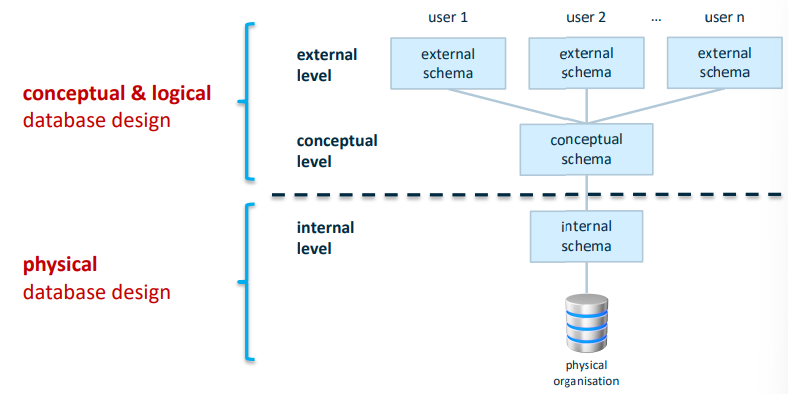 user 1
user 2
...
user n
external
level
external
schema
external
schema
external
schema
conceptual & logical
database design
conceptual
level
conceptual
schema
internal
level
internal
schema
physical
database design
physical
organisation